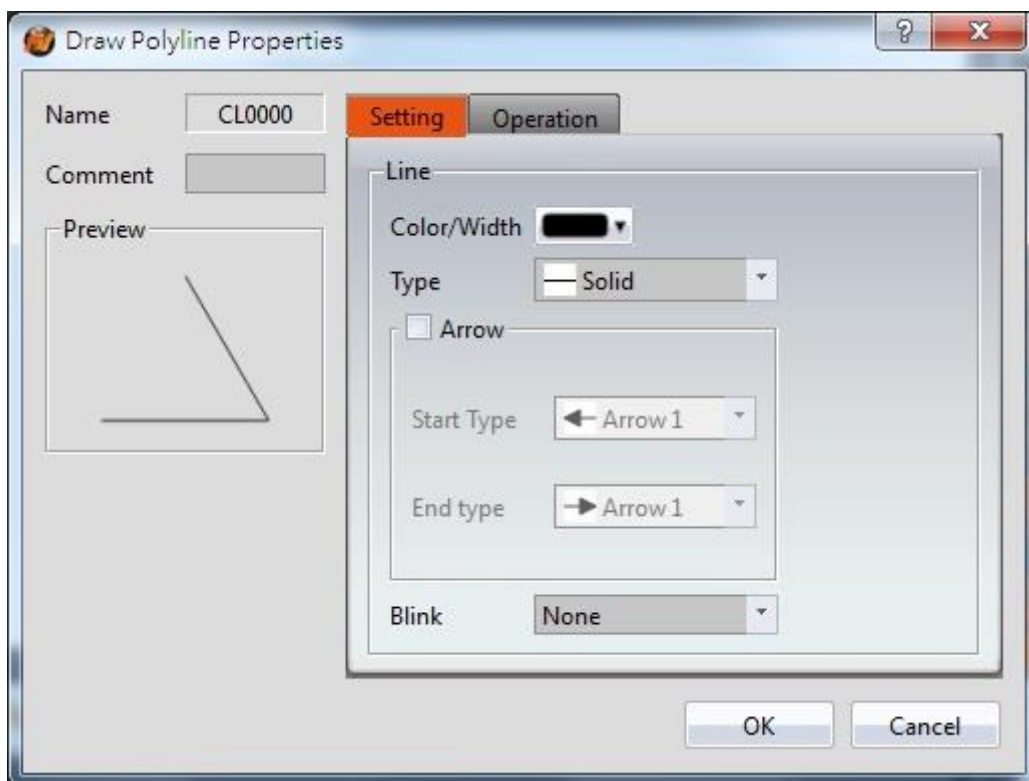 Draw Polyline Properties
?
X
Name CL0000
Comment
Preview
Setting Operation
Line
Color/Width
Type Solid
Arrow
Start Type Arrow 1
End type Arrow 1
Blink None
OK Cancel